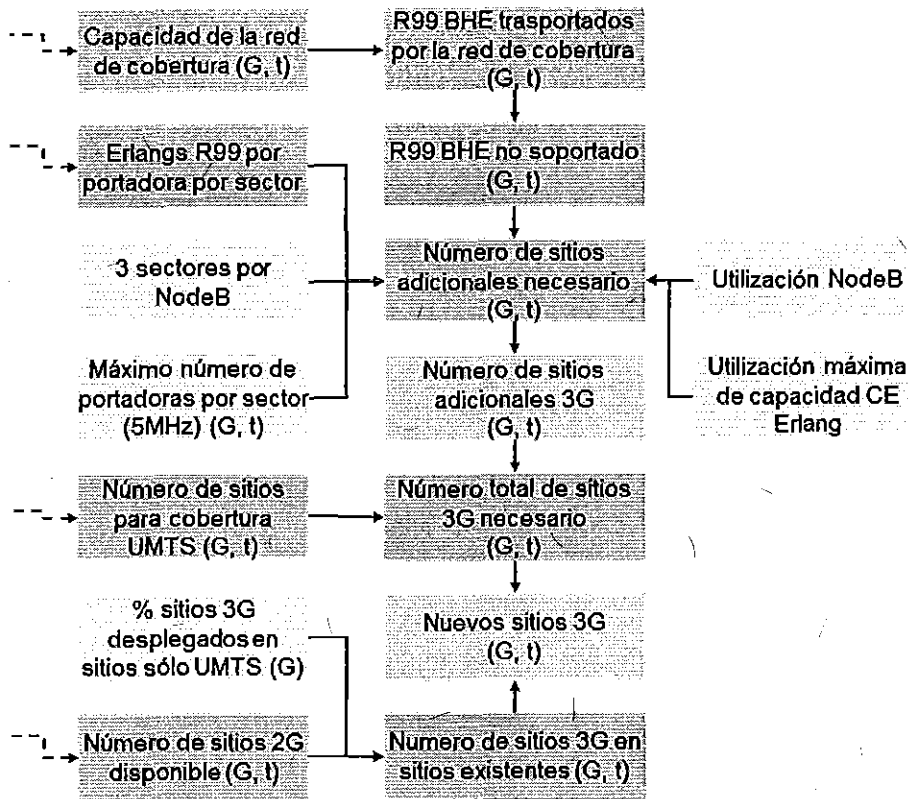 Capacidad de la red
de cobertura (G, t)
R99 BHE trasportados
por la red de cobertura
(G, t)
Erlangs R99 por
portadora por sector
R99 BHE no soportado
(G, t)
3 sectores por
NodeB
Número de sitios
adicionales necesario
(G, t)
Utilización NodeB
Máximo número de
portadoras por sector
(5MHz) (G, t)
Número de sitios
adicionales 3G
(G, t)
Utilización máxima
de capacidad CE
Erlang
Número de sitios
para cobertura
UMTS (G, t)
Número total de sitios
3G necesario
(G, t)
% sitios 3G
desplegados en
sitios sólo UMTS (G)
Nuevos sitios 3G
(G, t)
Número de sitios 2G
disponible (G, t)
Numero de sitios 3G en
sitios existentes (G, t)